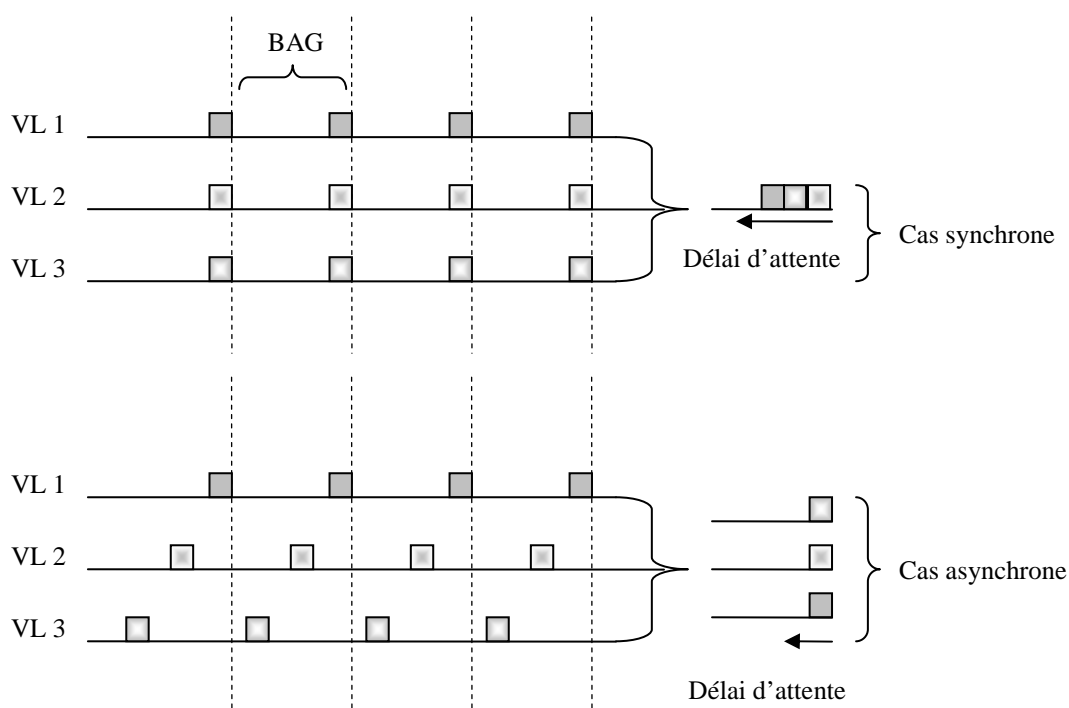 BAG
VL 1
VL 2
VL 3
Délai d'attente
Cas synchrone
VL 1
VL 2
VL 3
Cas asynchrone
Délai d'attente